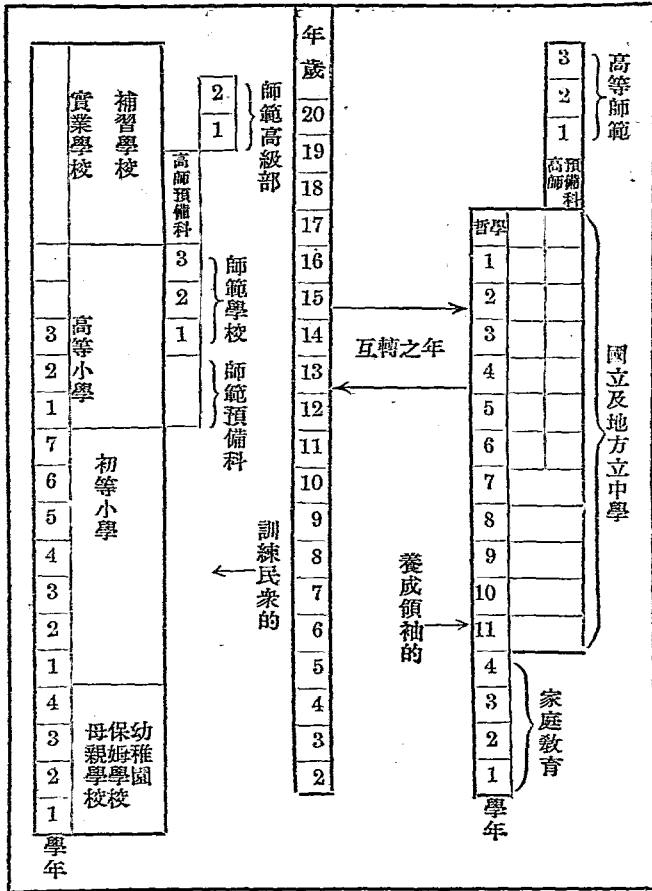 年歲
20
19
18
17
16
15
14
13
12
11
10
9
8
7
6
5
4
3
2
高等師範
3
2
1
高師預備科
哲學
1
2
3
4
5
6
7
8
9
10
11
4
3
2
1
學年
國立及地方立中學
家庭教育
互轉之年
養成領袖的
訓練民衆的
師範高級部
2
1
高師預備科
3
2
1
師範學校
師範預備科
補習學校
實業學校
高等小學
初等小學
幼稚園
保姆學校
母親學校
3
2
1
7
6
5
4
3
2
1
4
3
2
1
學年